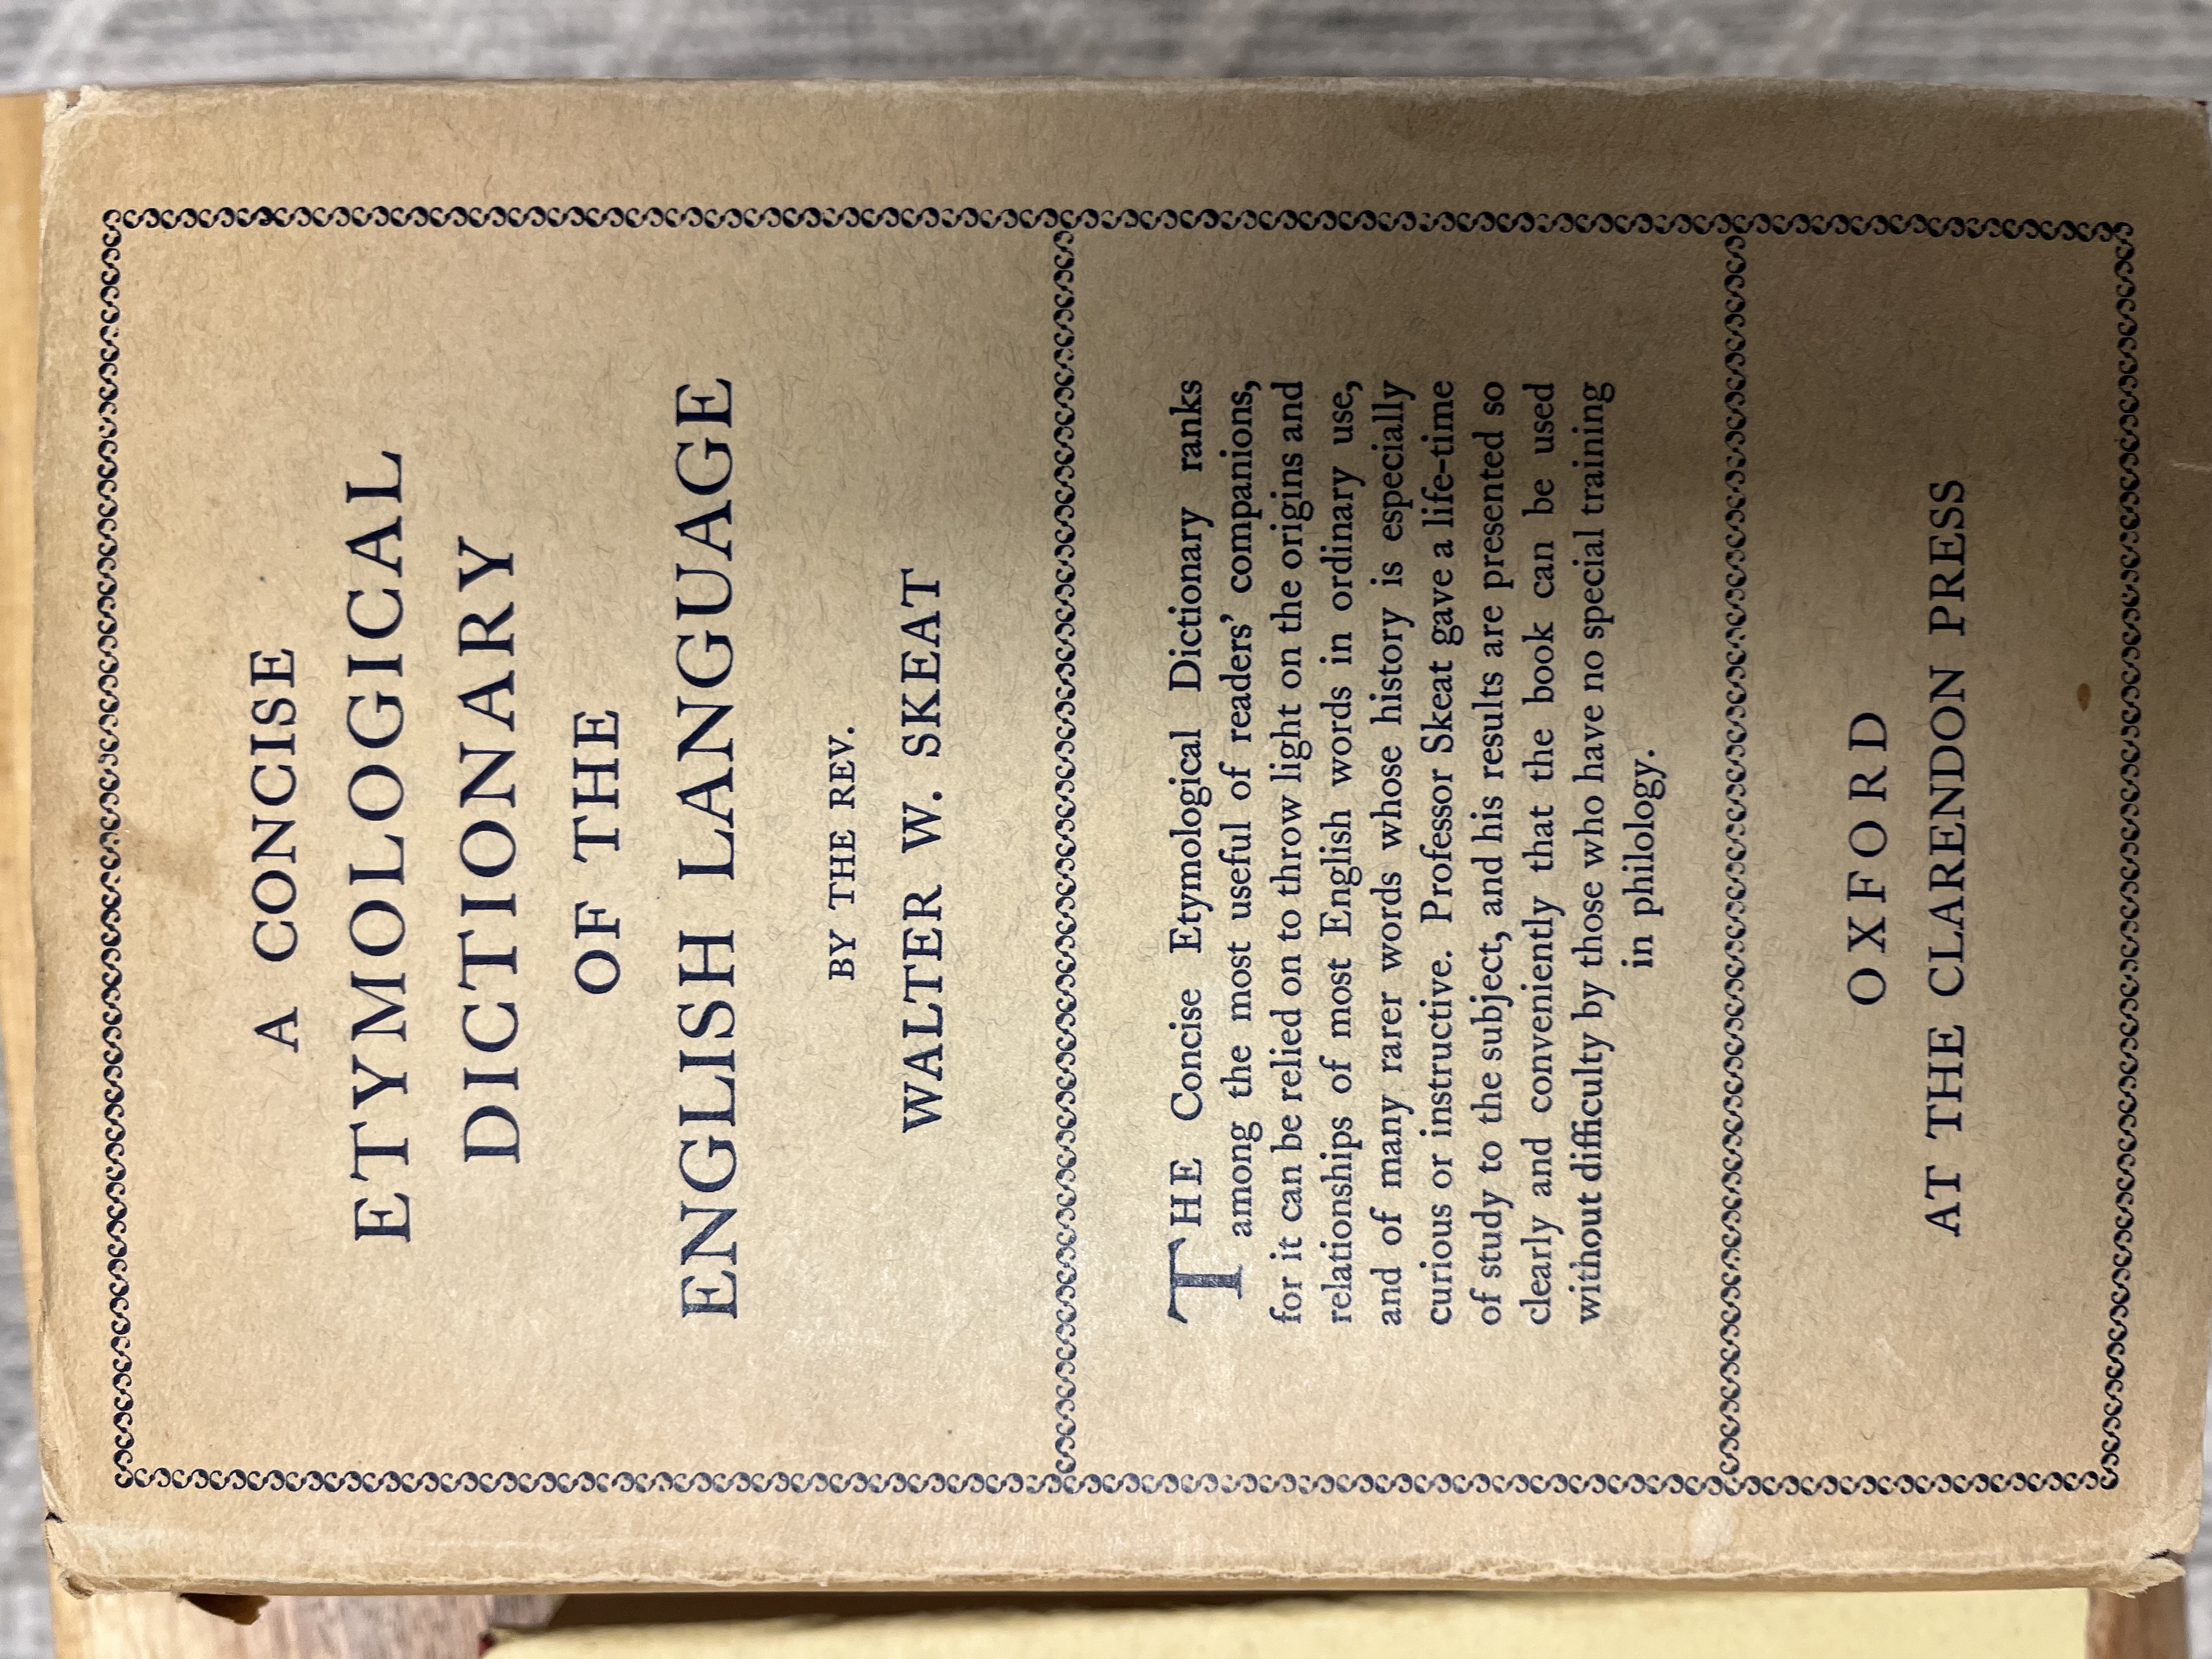 A CONCISE
ETYMOLOGICAL
DICTIONARY
OF THE
ENGLISH LANGUAGE
BY THE REV.
WALTER W. SKEAT
THE Concise Etymological Dictionary ranks
among the most useful of readers' companions,
for it can be relied on to throw light on the origins and
relationships of most English words in ordinary use,
and of many rarer words whose history is especially
curious or instructive. Professor Skeat gave a life-time
of study to the subject, and his results are presented so
clearly and conveniently that the book can be used
without difficulty by those who have no special training
in philology.
OXFORD
AT THE CLARENDON PRESS